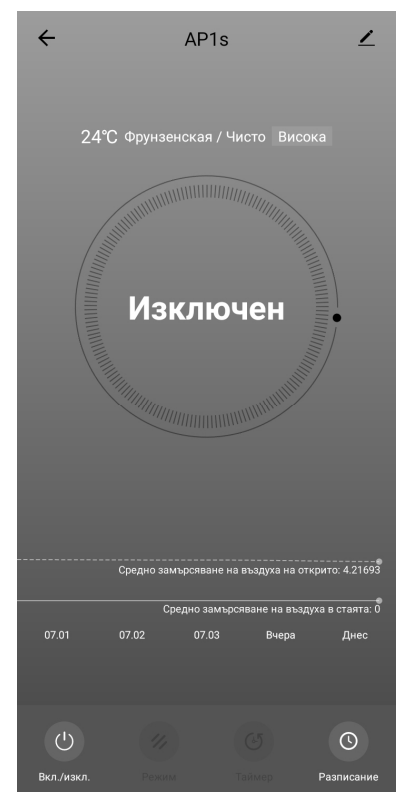 AP1s
24℃ Фрунзенская / Чисто Висока
Изключен
Средно замърсяване на въздуха на открито: 4.21693
Средно замърсяване на въздуха в стаята: 0
07.01 07.02 07.03 Вчера Днес
Вкл./изкл. Режим Таймер Разписание